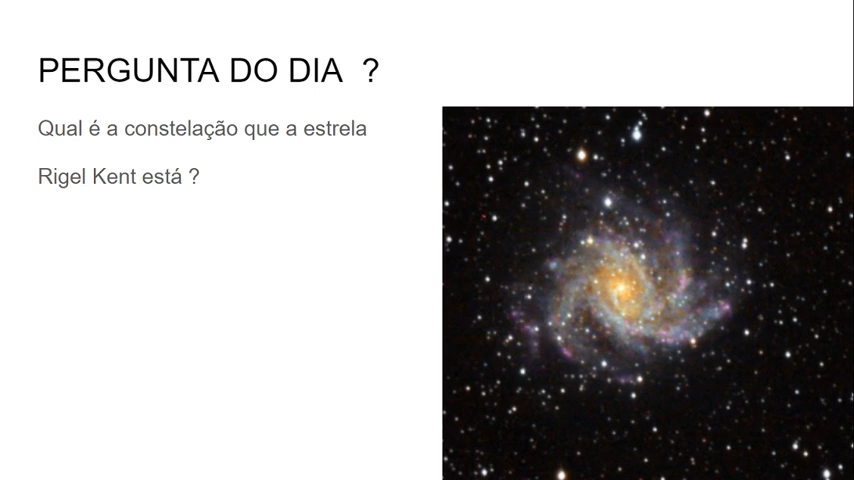 PERGUNTA DO DIA ?
Qual é a constelação que a estrela
Rigel Kent está ?